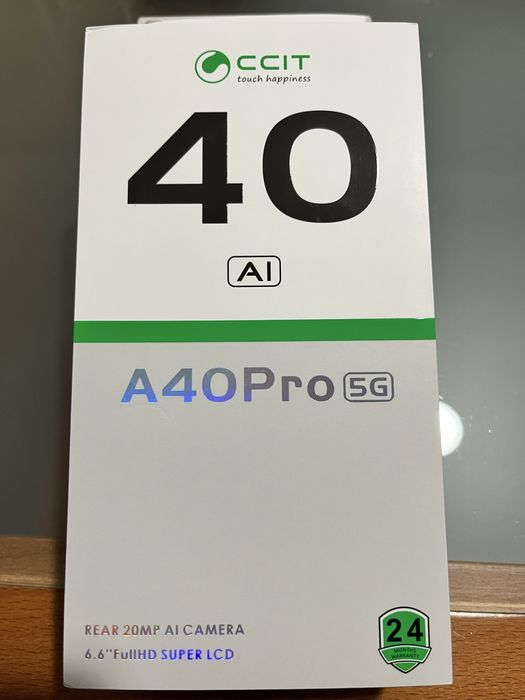 CCIT
touch happiness
40
AI
A40Pro 5G
REAR 20MP AI CAMERA
6.6"FullHD SUPER LCD
24
MONTHS
WARRANTY